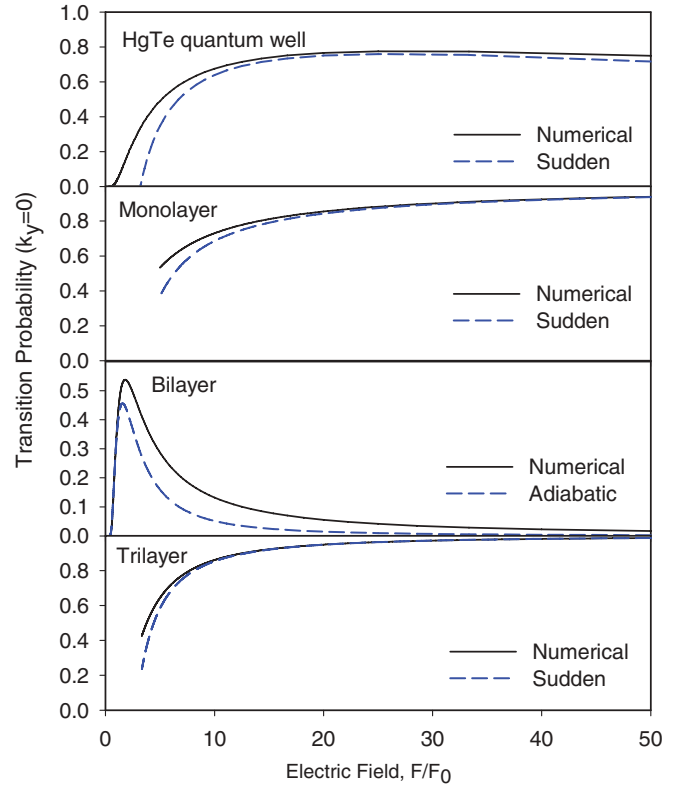 Transition Probability (ky=0)
1.0
0.8
0.6
0.4
0.2
0.0
HgTe quantum well
Numerical
Sudden
0.8
0.6
0.4
0.2
0.0
Monolayer
Numerical
Sudden
0.5
0.4
0.3
0.2
0.1
0.0
Bilayer
Numerical
Adiabatic
0.8
0.6
0.4
0.2
0.0
Trilayer
Numerical
Sudden
0 10 20 30 40 50
Electric Field, F/F0